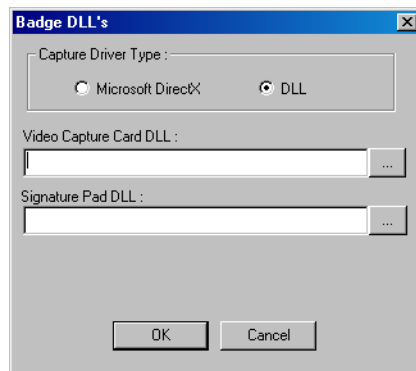 Badge DLL's
Capture Driver Type :
Microsoft DirectX DLL
Video Capture Card DLL :
...
Signature Pad DLL :
...
OK Cancel